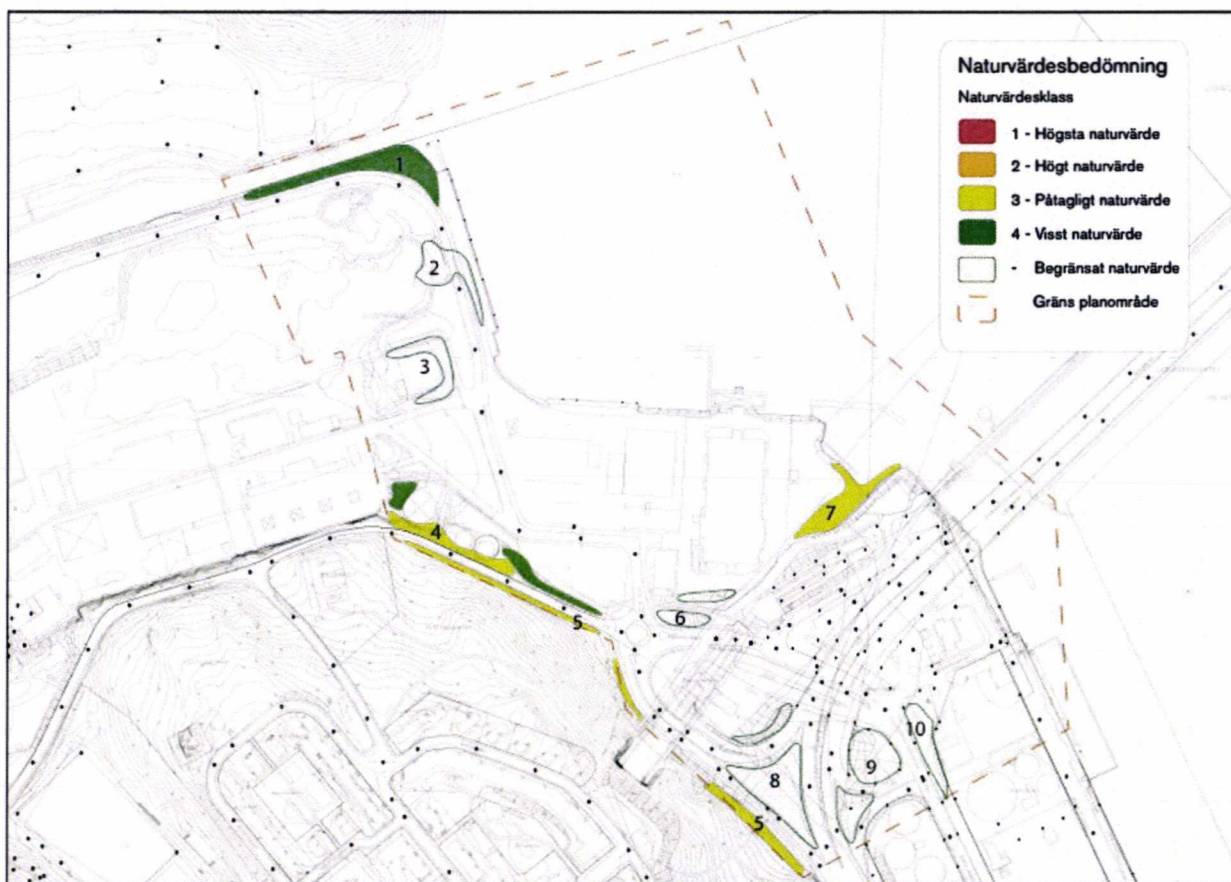 Naturvärdesbedömning
Naturvärdesklass
1 - Högsta naturvärde
2 - Högt naturvärde
3 - Påtagligt naturvärde
4 - Visst naturvärde
- Begränsat naturvärde
Gräns planområde
1
2
3
4
5
6
7
8
9
10
5